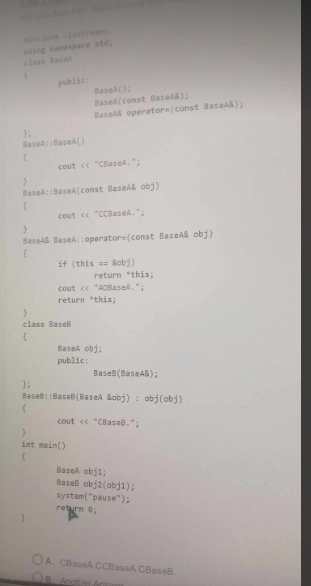 #include <iostream>
using namespace std;
class BaseA
{
public:
BaseA();
BaseA(const BaseA&);
BaseA& operator=(const BaseA&);
};
BaseA::BaseA()
{
cout << "CBaseA.";
}
BaseA::BaseA(const BaseA& obj)
{
cout << "CCBaseA.";
}
BaseA& BaseA::operator=(const BaseA& obj)
{
if (this == &obj)
return *this;
cout << "AOBaseA.";
return *this;
}
class BaseB
{
BaseA obj;
public:
BaseB(BaseA&);
};
BaseB::BaseB(BaseA &obj) : obj(obj)
{
cout << "CBaseB.";
}
int main()
{
BaseA obj1;
BaseB obj2(obj1);
system("pause");
return 0;
}
A. CBaseA.CCBaseA.CBaseB.
B. Another